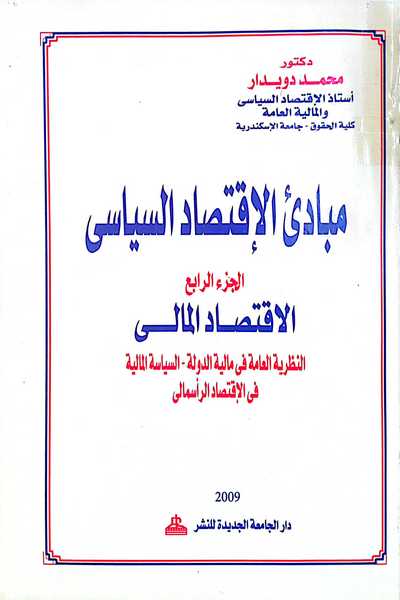 دكتور
محمد دويدار
أستاذ الإقتصاد السياسى
والمالية العامة
كلية الحقوق - جامعة الإسكندرية
مبادئ الإقتصاد السياسى
الجزء الرابع
الاقتصاد المالى
النظرية العامة فى مالية الدولة - السياسة المالية
فى الإقتصاد الرأسمالى
2009
دار الجامعة الجديدة للنشر